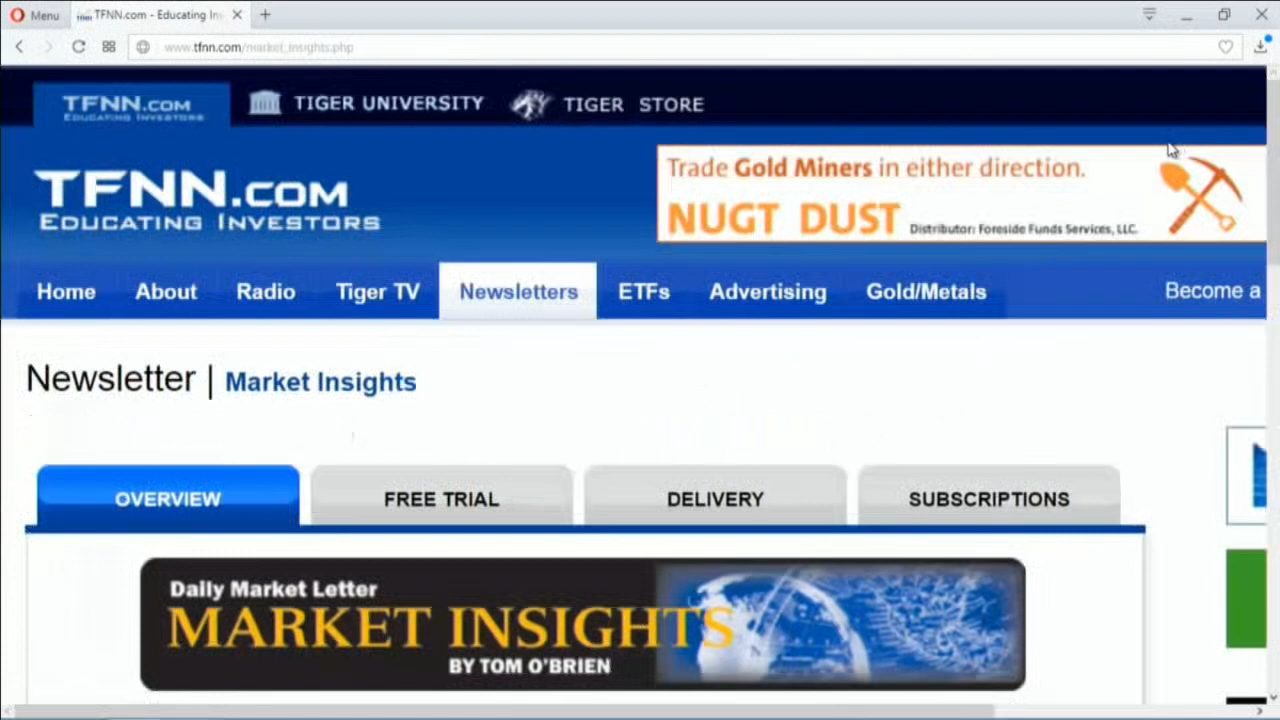 Menu
TFNN.com - Educating In
www.tfnn.com/market_insights.php
TFNN.COM
EDUCATING INVESTORS
TIGER UNIVERSITY
TIGER STORE
TFNN.COM
EDUCATING INVESTORS
Trade Gold Miners in either direction.
NUGT DUST Distributor: Foreside Funds Services, LLC.
Home About Radio Tiger TV Newsletters ETFs Advertising Gold/Metals Become a
Newsletter | Market Insights
OVERVIEW FREE TRIAL DELIVERY SUBSCRIPTIONS
Daily Market Letter
MARKET INSIGHTS
BY TOM O'BRIEN